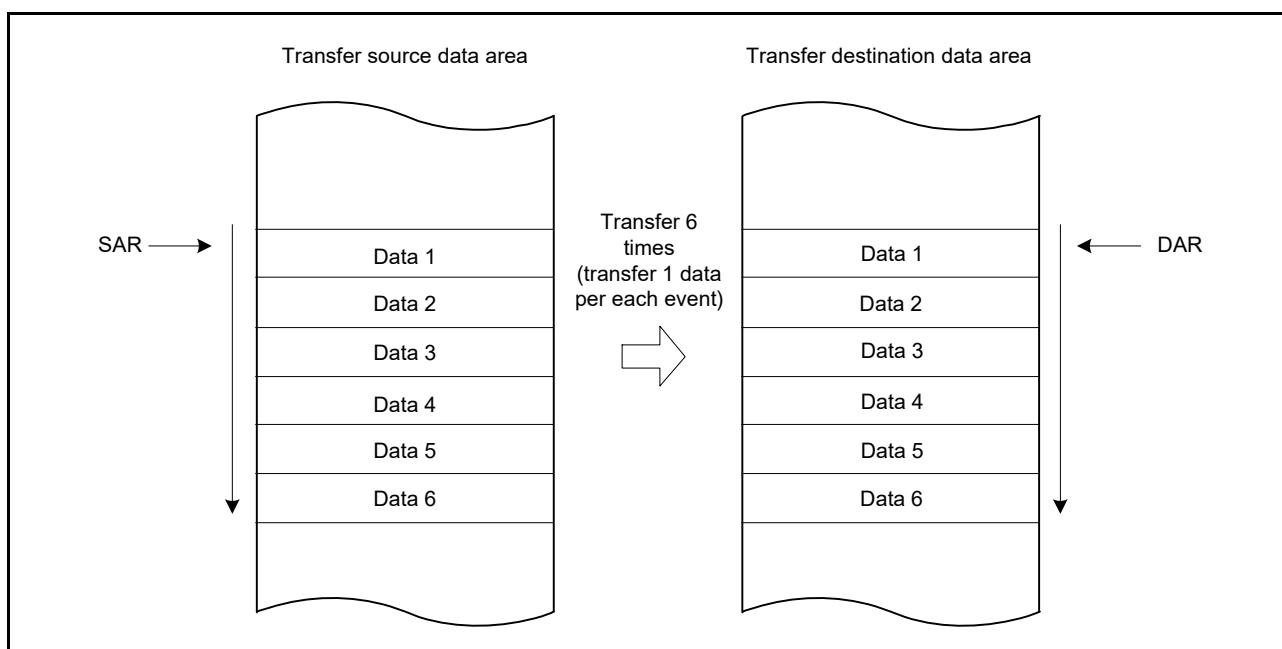 Transfer source data area
Transfer destination data area
SAR
Data 1
Data 2
Data 3
Data 4
Data 5
Data 6
Transfer 6
times
(transfer 1 data
per each event)
Data 1
Data 2
Data 3
Data 4
Data 5
Data 6
DAR